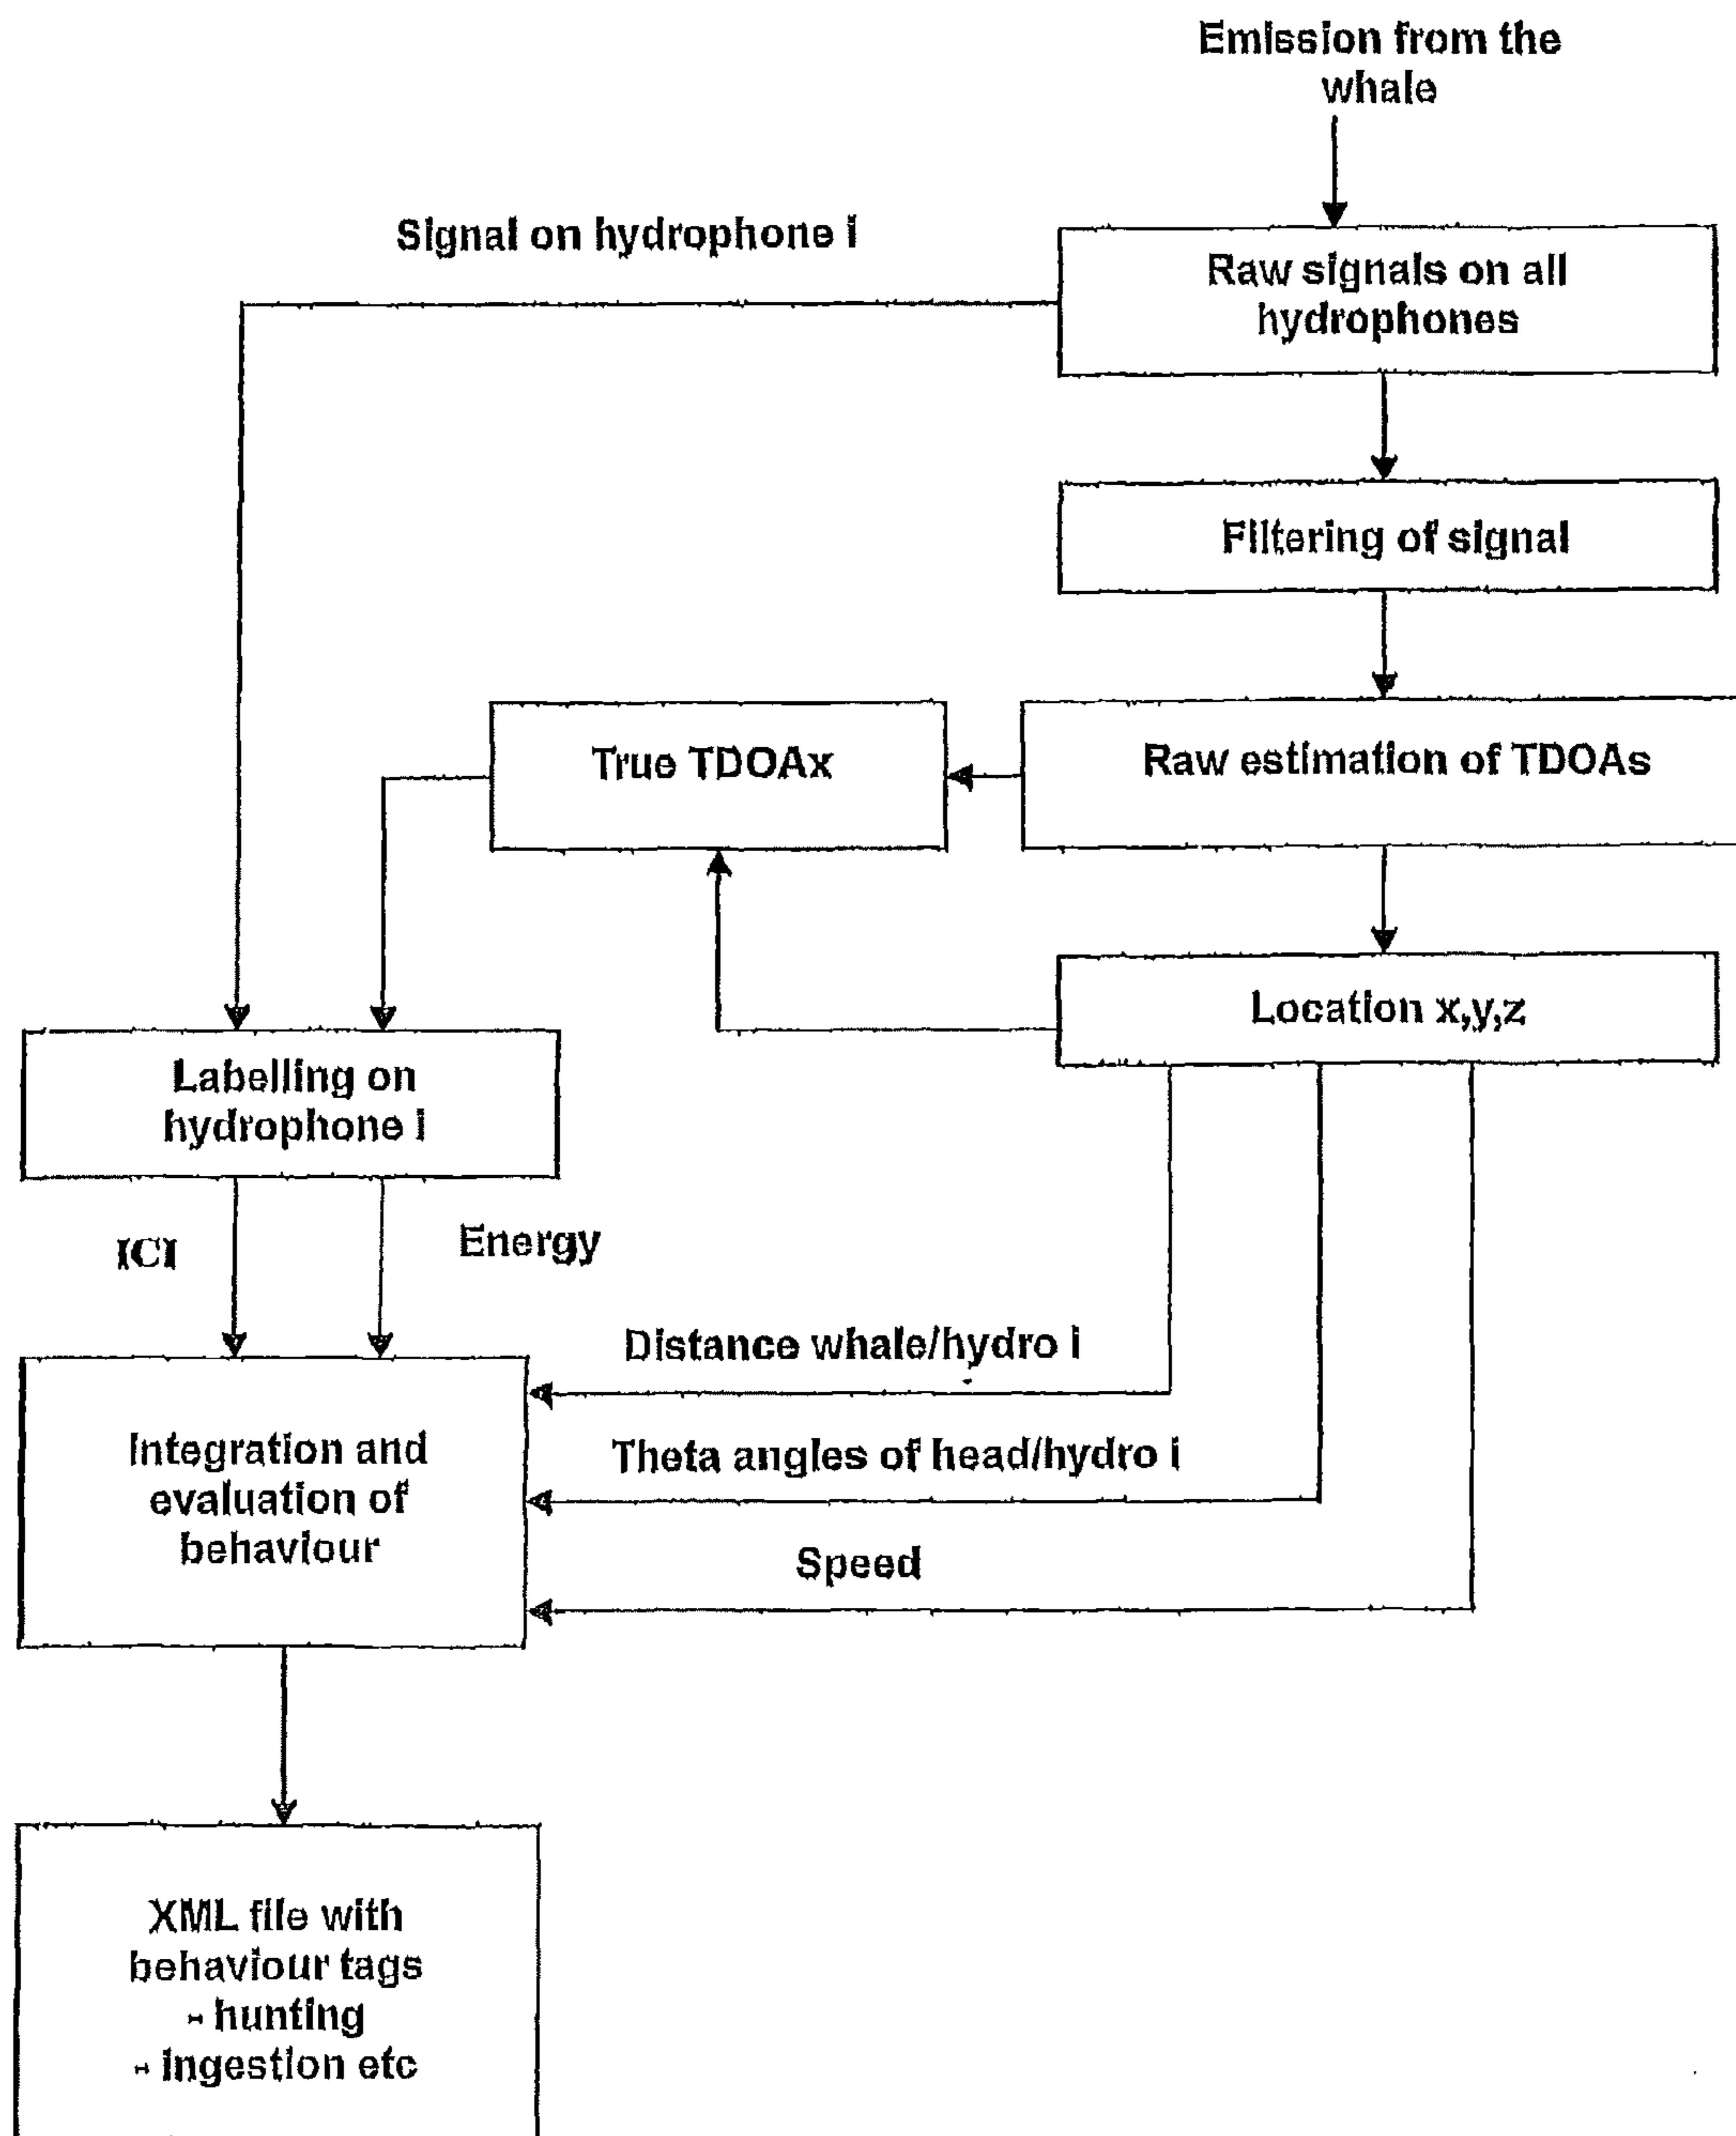 Emission from the
whale
Signal on hydrophone i
Raw signals on all
hydrophones
Filtering of signal
True TDOAx
Raw estimation of TDOAs
Location x,y,z
Labelling on
hydrophone i
ICI
Energy
Distance whale/hydro i
Integration and
evaluation of
behaviour
Theta angles of head/hydro i
Speed
XML file with
behaviour tags
- hunting
- ingestion etc